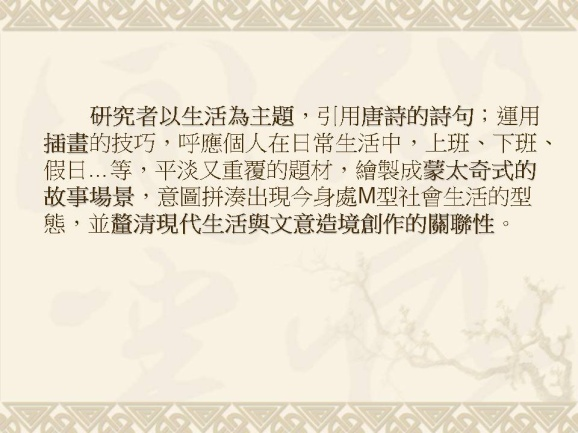 研究者以生活為主題，引用唐詩的詩句；運用
插畫的技巧，呼應個人在日常生活中，上班、下班、
假日…等，平淡又重覆的題材，繪製成蒙太奇式的
故事場景，意圖拼湊出現今身處M型社會生活的型
態，並釐清現代生活與文意造境創作的關聯性。